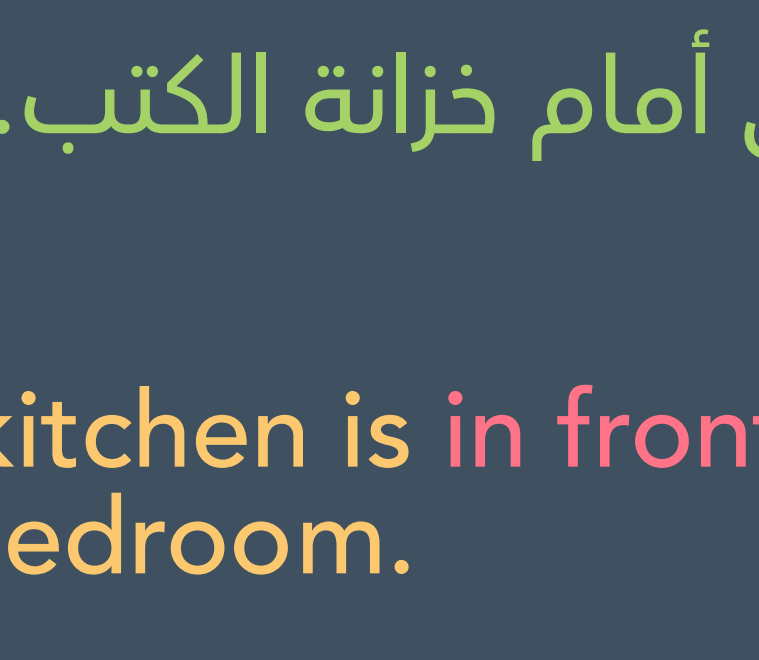 أمام خزانة الكتب.
kitchen is in front
edroom.